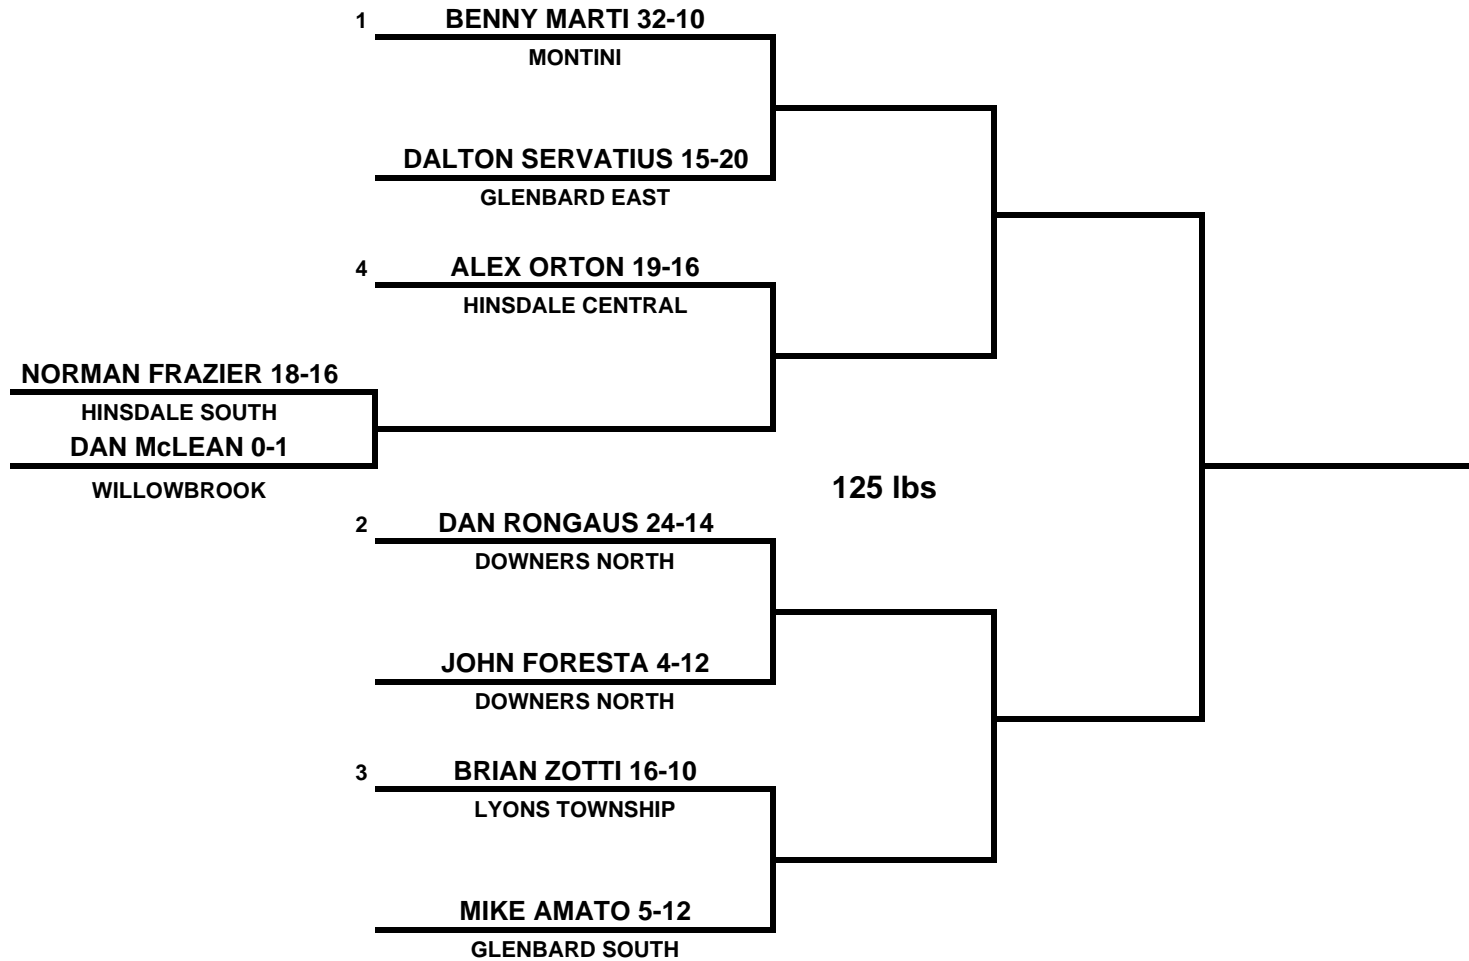 1
BENNY MARTI 32-10
MONTINI
DALTON SERVATIUS 15-20
GLENBARD EAST
4
ALEX ORTON 19-16
HINSDALE CENTRAL
NORMAN FRAZIER 18-16
HINSDALE SOUTH
DAN McLEAN 0-1
WILLOWBROOK
125 lbs
2
DAN RONGAUS 24-14
DOWNERS NORTH
JOHN FORESTA 4-12
DOWNERS NORTH
3
BRIAN ZOTTI 16-10
LYONS TOWNSHIP
MIKE AMATO 5-12
GLENBARD SOUTH